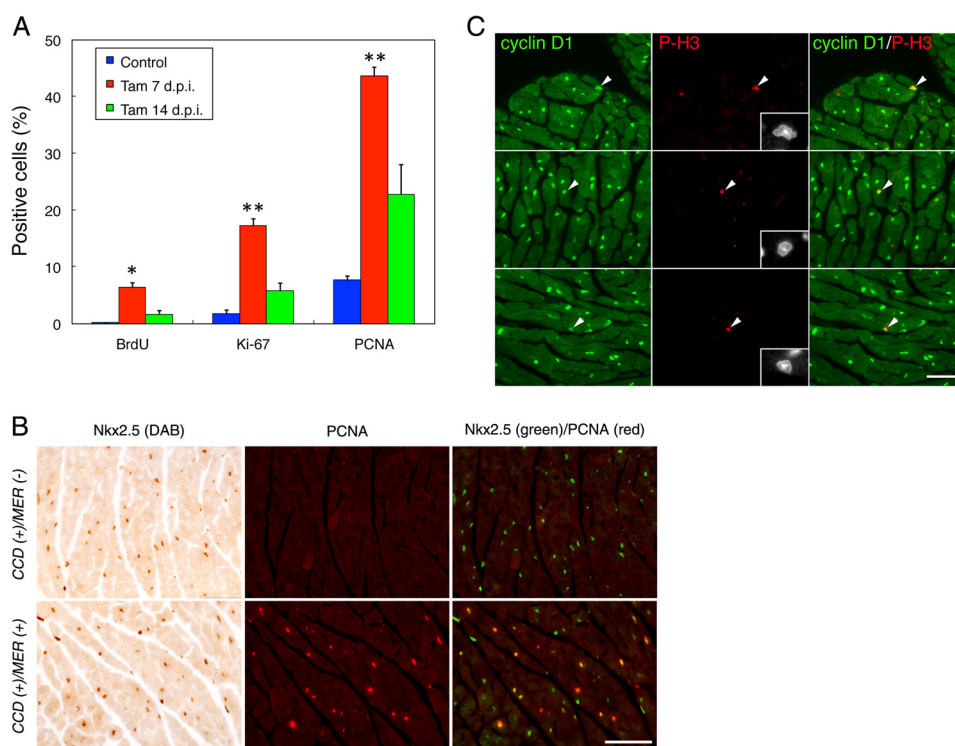 A
50
40
30
20
10
0
Positive cells (%)
Control
Tam 7 d.p.i.
Tam 14 d.p.i.
*
**
**
BrdU
Ki-67
PCNA
C
cyclin D1
P-H3
cyclin D1/P-H3
B
Nkx2.5 (DAB)
PCNA
Nkx2.5 (green)/PCNA (red)
CCD (+)/MER (-)
CCD (+)/MER (+)